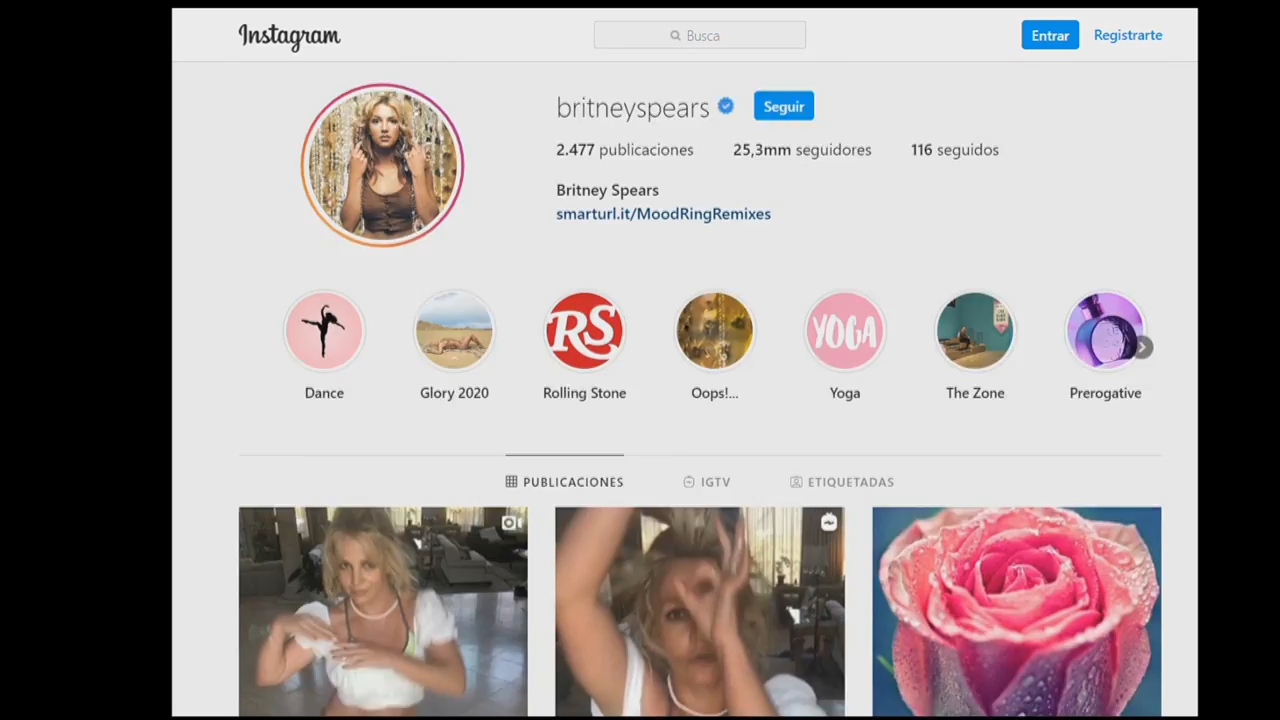 Instagram
Busca
Entrar
Registrarte
britneyspears
Seguir
2.477 publicaciones
25,3mm seguidores
116 seguidos
Britney Spears
smarturl.it/MoodRingRemixes
RS
YOGA
Dance
Glory 2020
Rolling Stone
Oops!...
Yoga
The Zone
Prerogative
PUBLICACIONES
IGTV
ETIQUETADAS